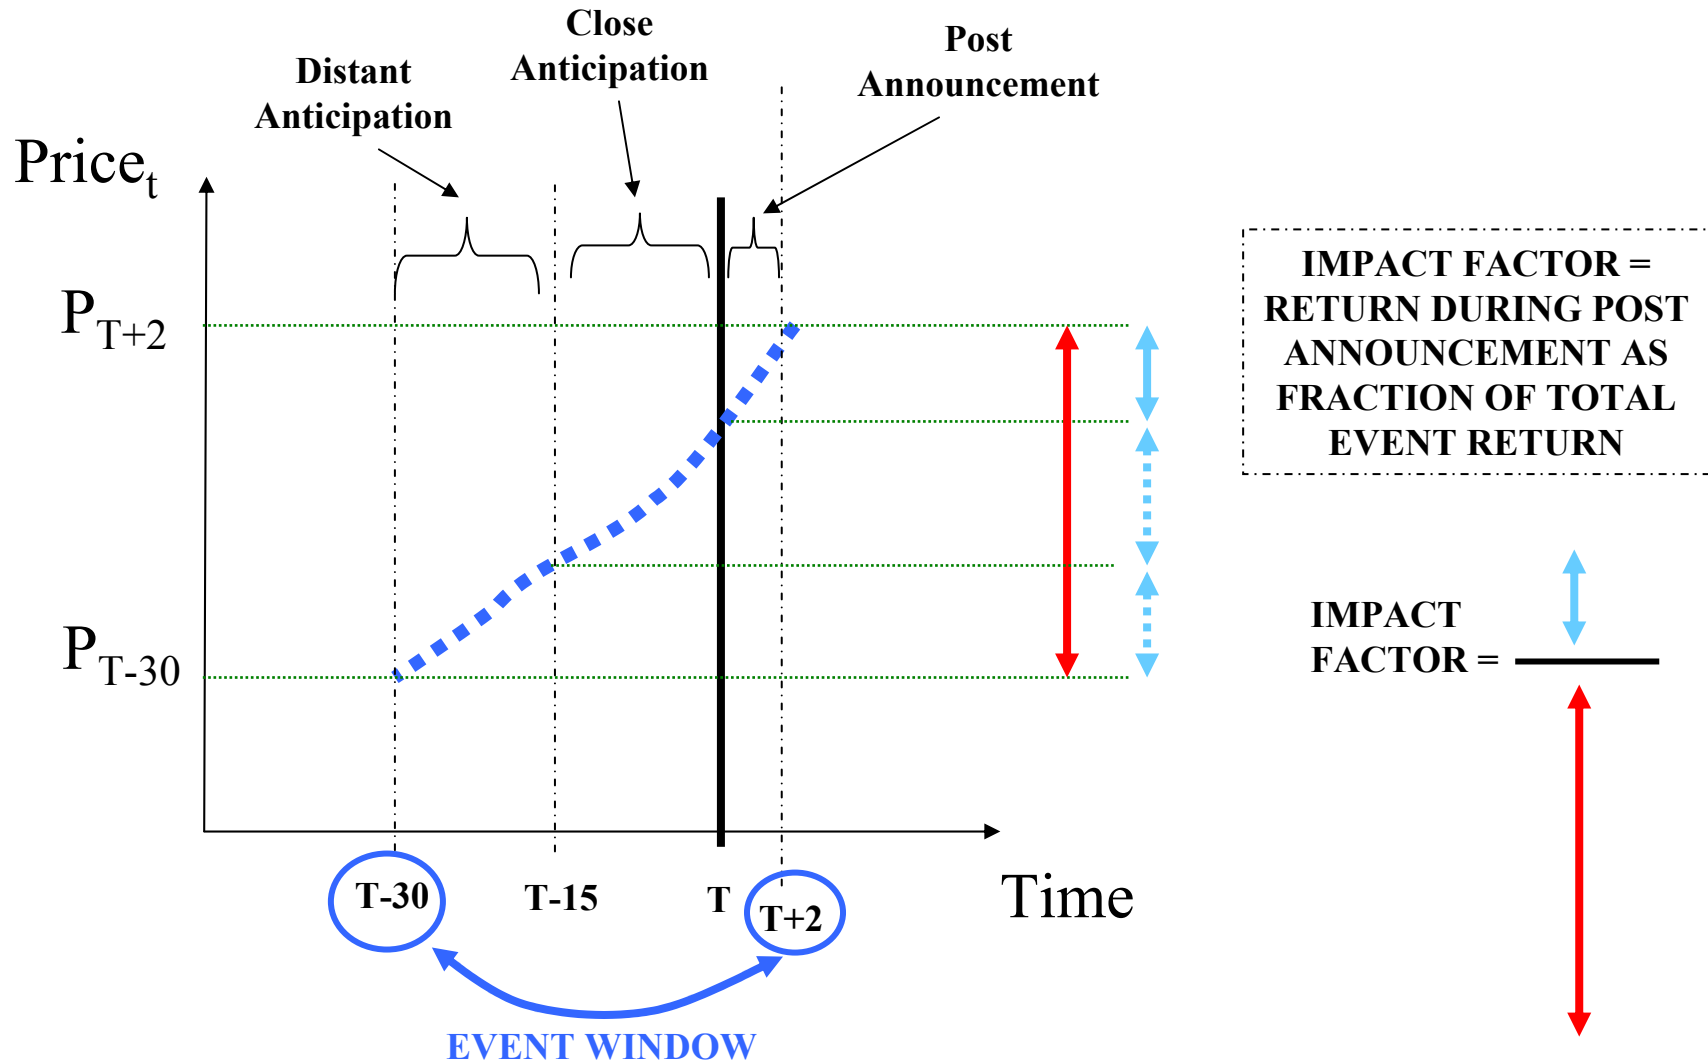 Close
Anticipation
Post
Announcement
Distant
Anticipation
Price_t
P_T+2
P_T-30
IMPACT FACTOR =
RETURN DURING POST
ANNOUNCEMENT AS
FRACTION OF TOTAL
EVENT RETURN
IMPACT
FACTOR =
T-30
T-15
T
T+2
Time
EVENT WINDOW